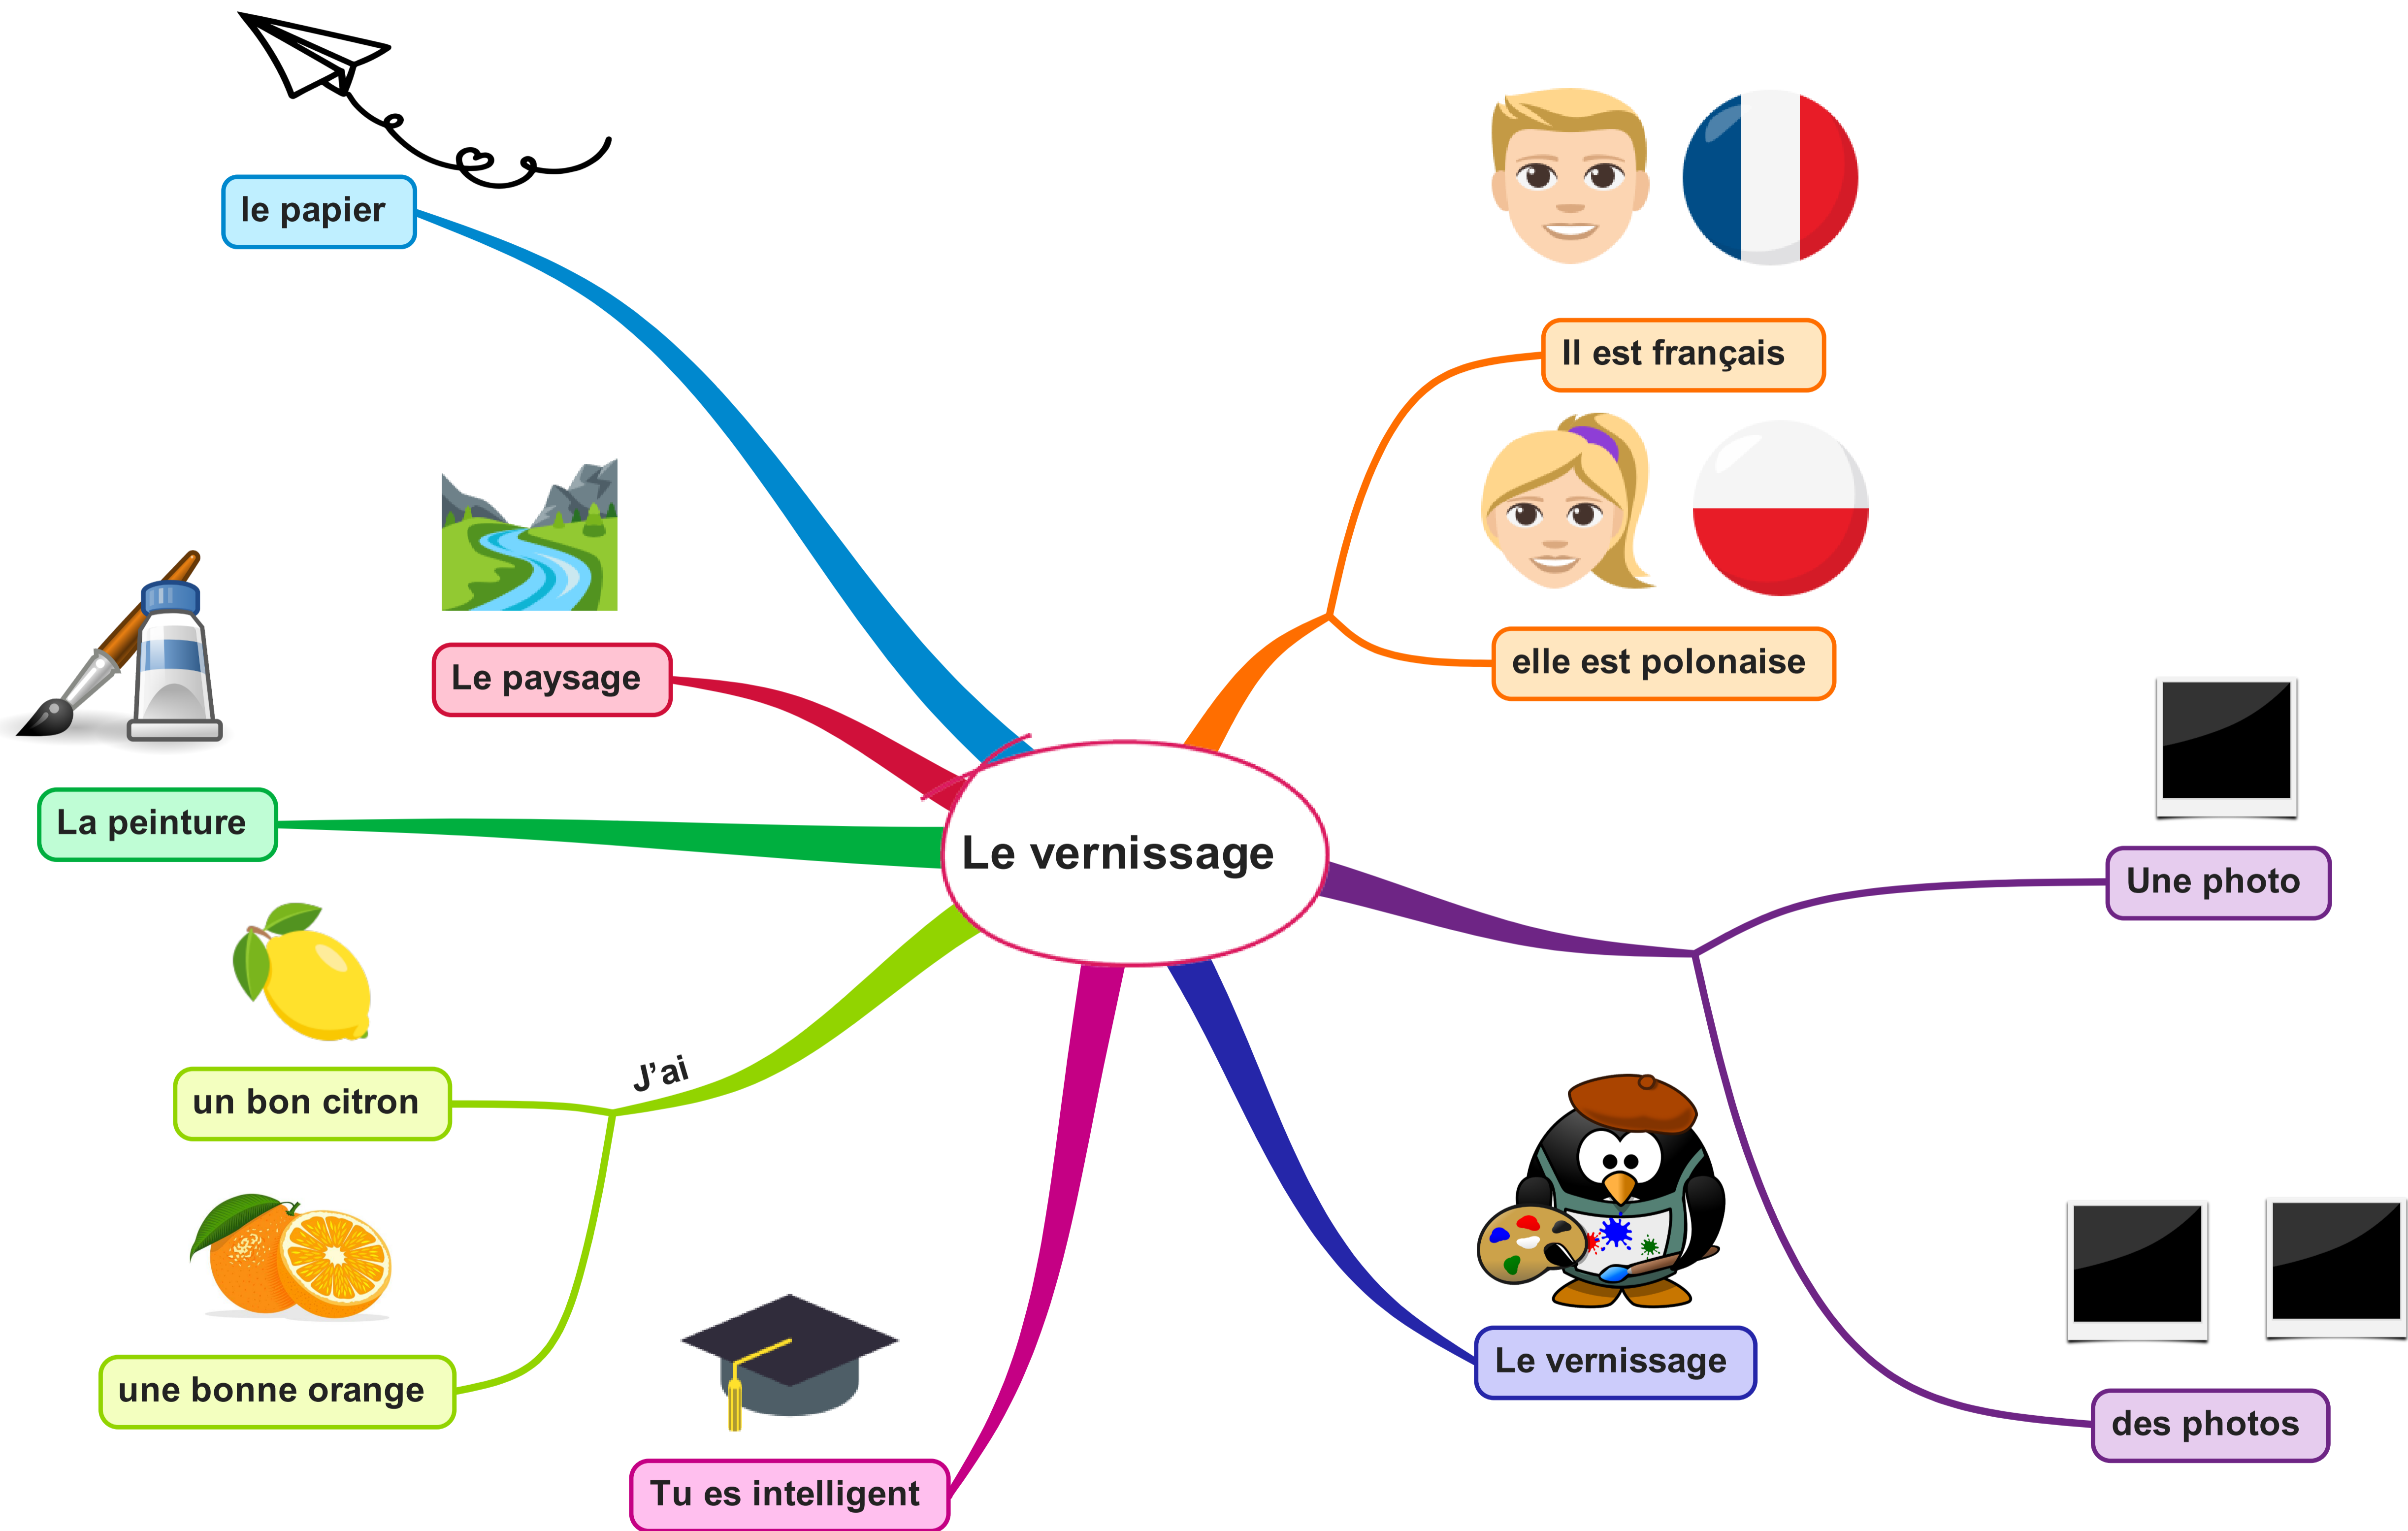 le papier
Il est français
elle est polonaise
Le paysage
La peinture
Le vernissage
Une photo
J'ai
un bon citron
une bonne orange
Tu es intelligent
Le vernissage
des photos